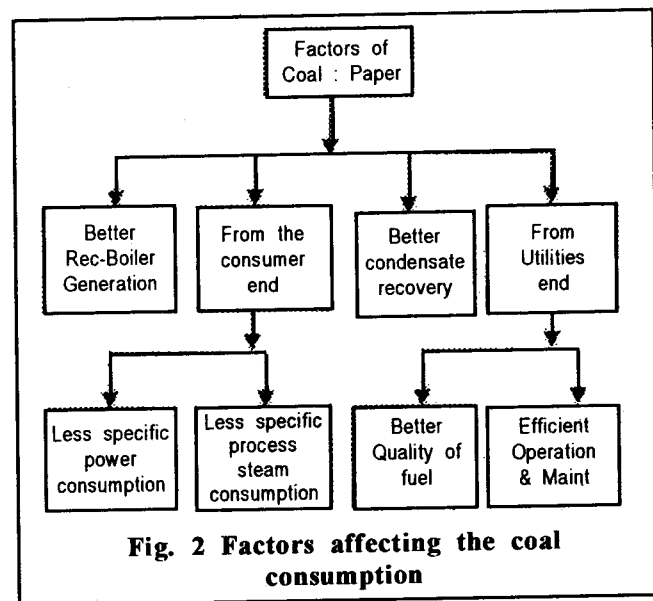 Factors of
Coal : Paper
Better
Rec-Boiler
Generation
From the
consumer
end
Better
condensate
recovery
From
Utilities
end
Less specific
power
consumption
Less specific
process
steam
consumption
Better
Quality of
fuel
Efficient
Operation
& Maint
Fig. 2 Factors affecting the coal
consumption